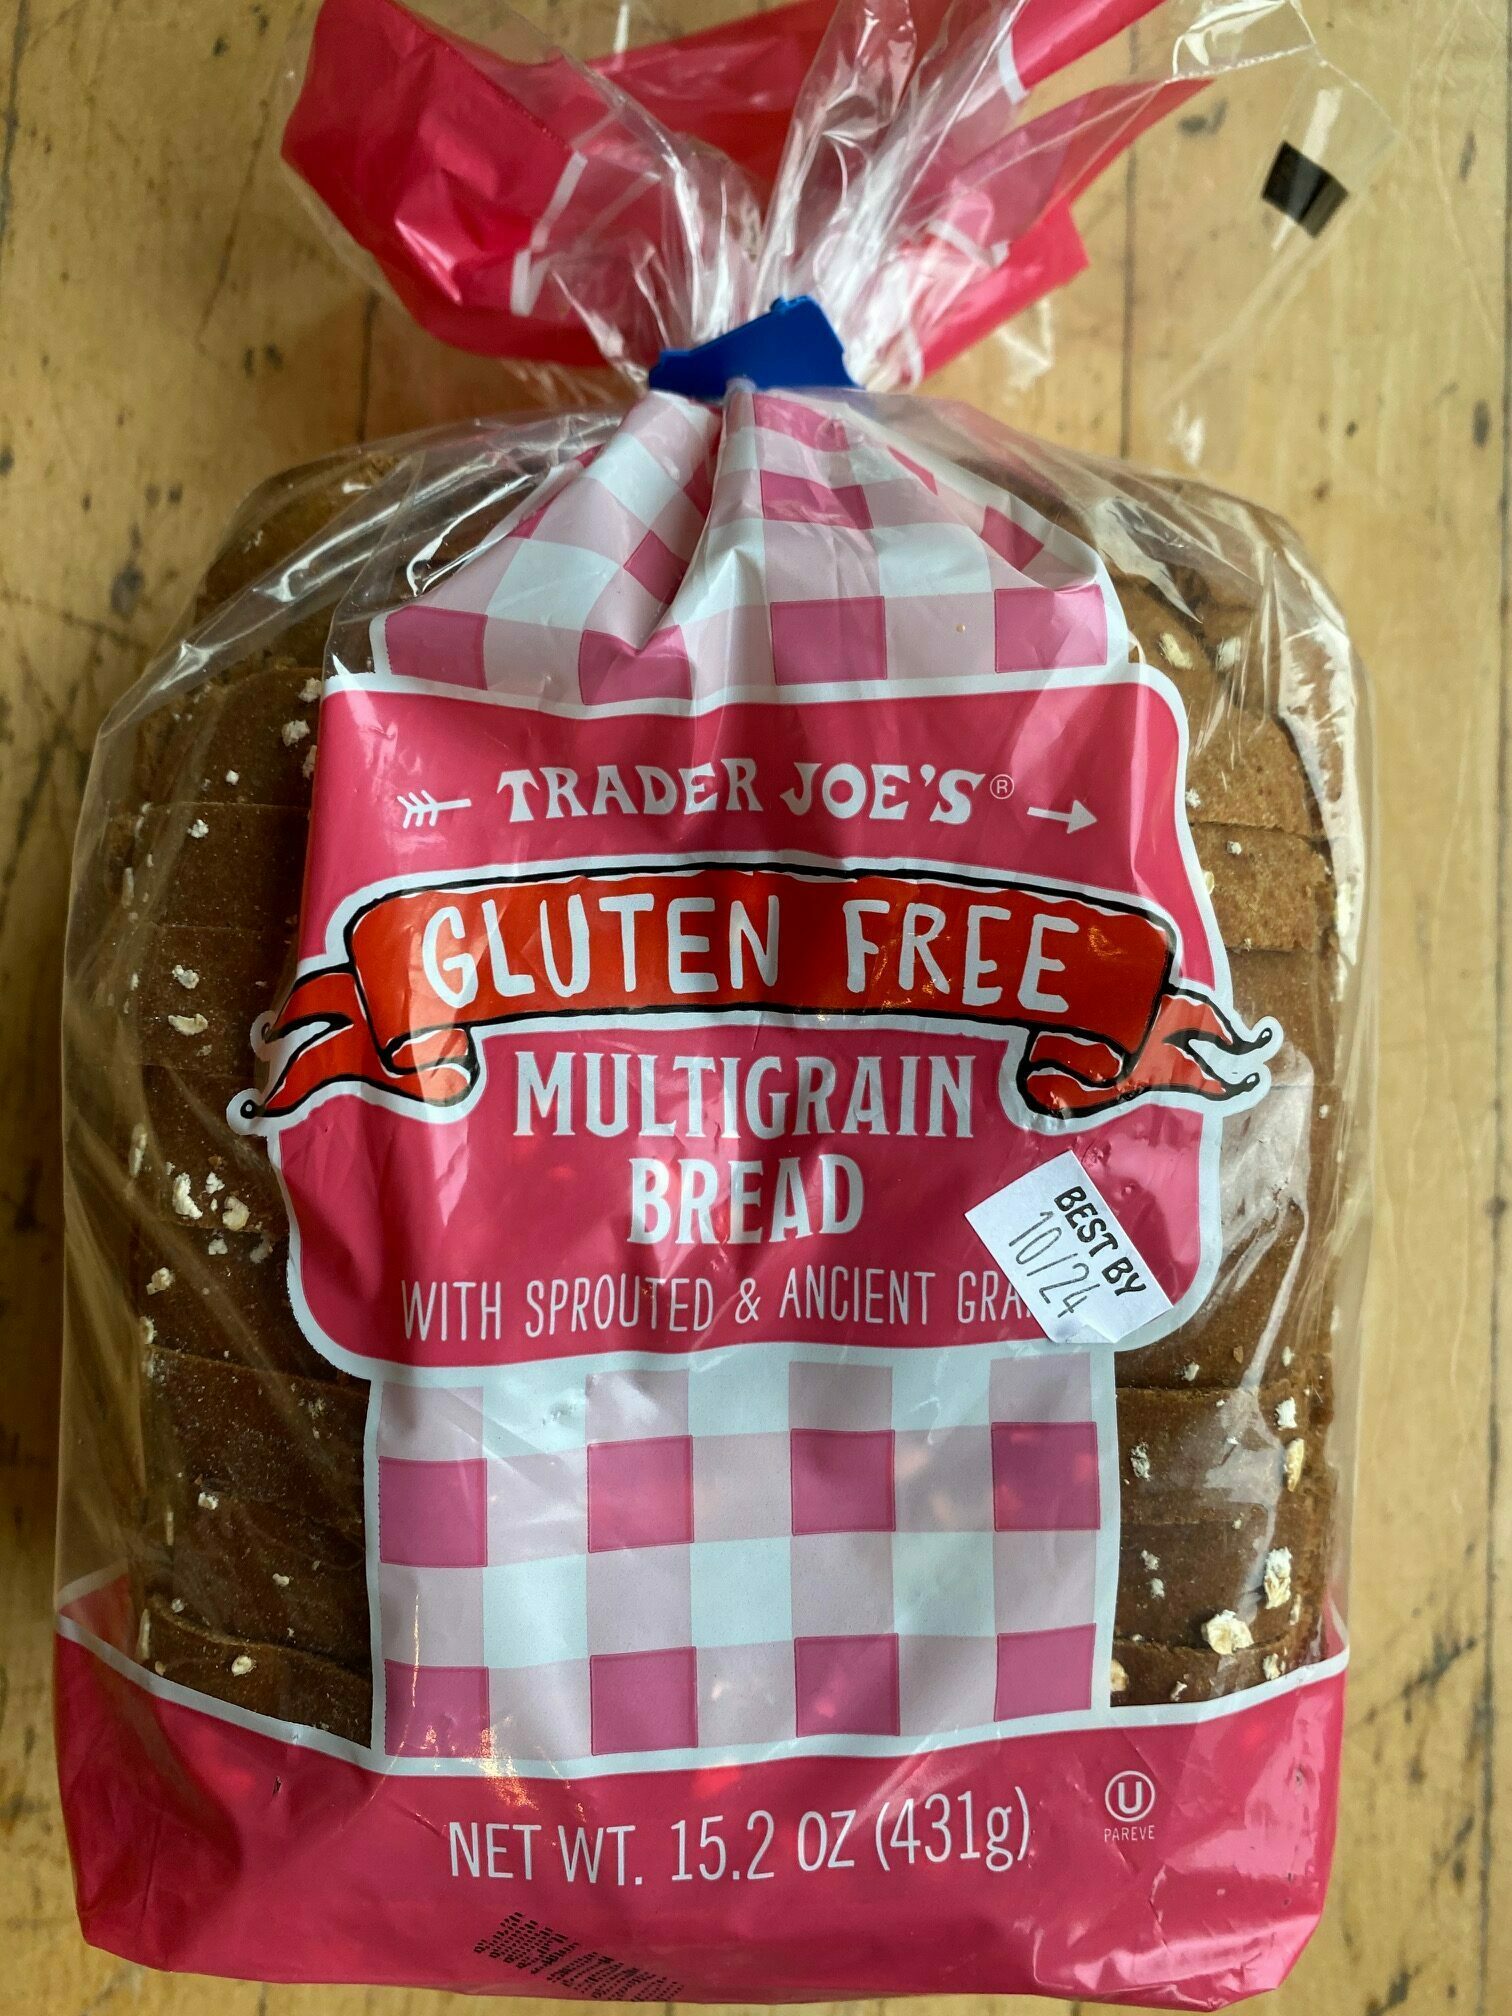 TRADER JOE'S®
GLUTEN FREE
MULTIGRAIN
BREAD
WITH SPROUTED & ANCIENT
BEST BY
10/24
NET WT. 15.2 OZ (431g)
U
PAREVE